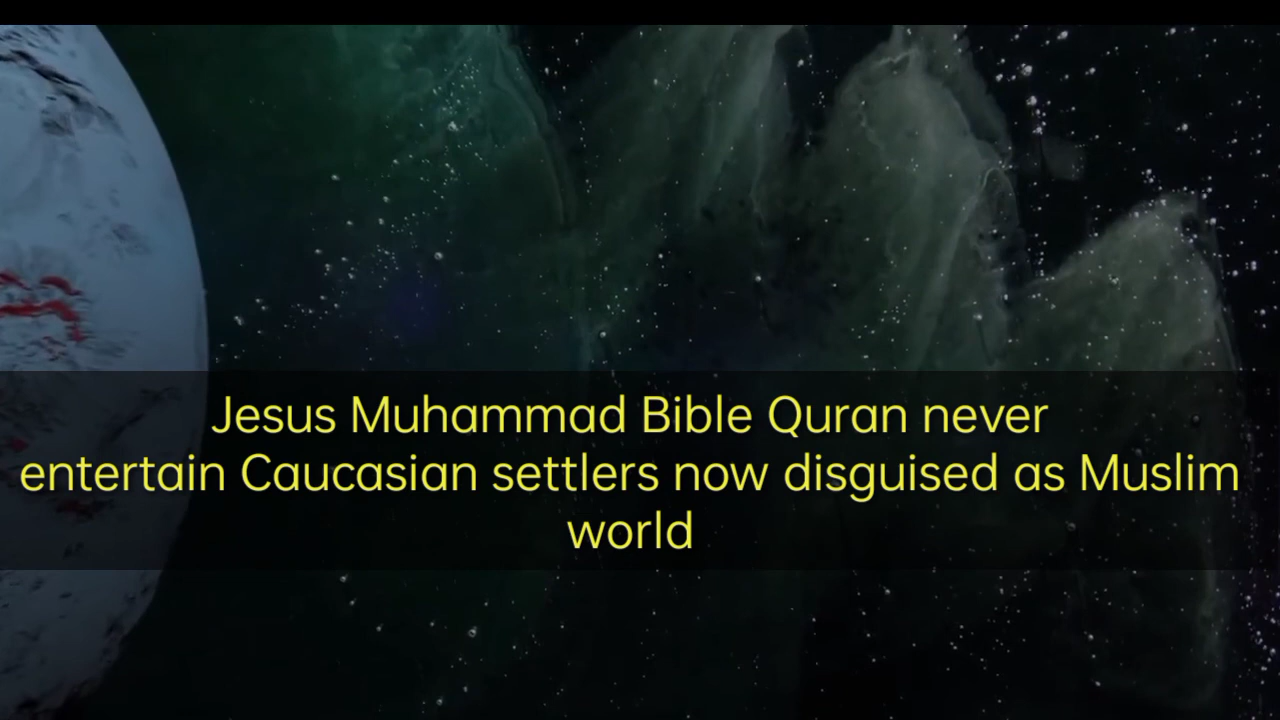 Jesus Muhammad Bible Quran never
entertain Caucasian settlers now disguised as Muslim
world